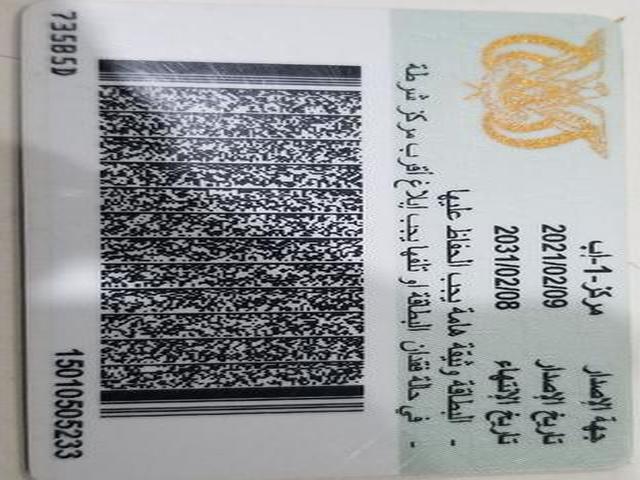 جهة الإصدار مركز-1-إب
تاريخ الإصدار 2021/02/09
تاريخ الإنتهاء 2031/02/08
- البطاقة وثيقة هامة يجب الحفاظ عليها
- في حالة فقدان البطاقة او تلفها يجب إبلاغ أقرب مركز شرطة
73585D 15010505233